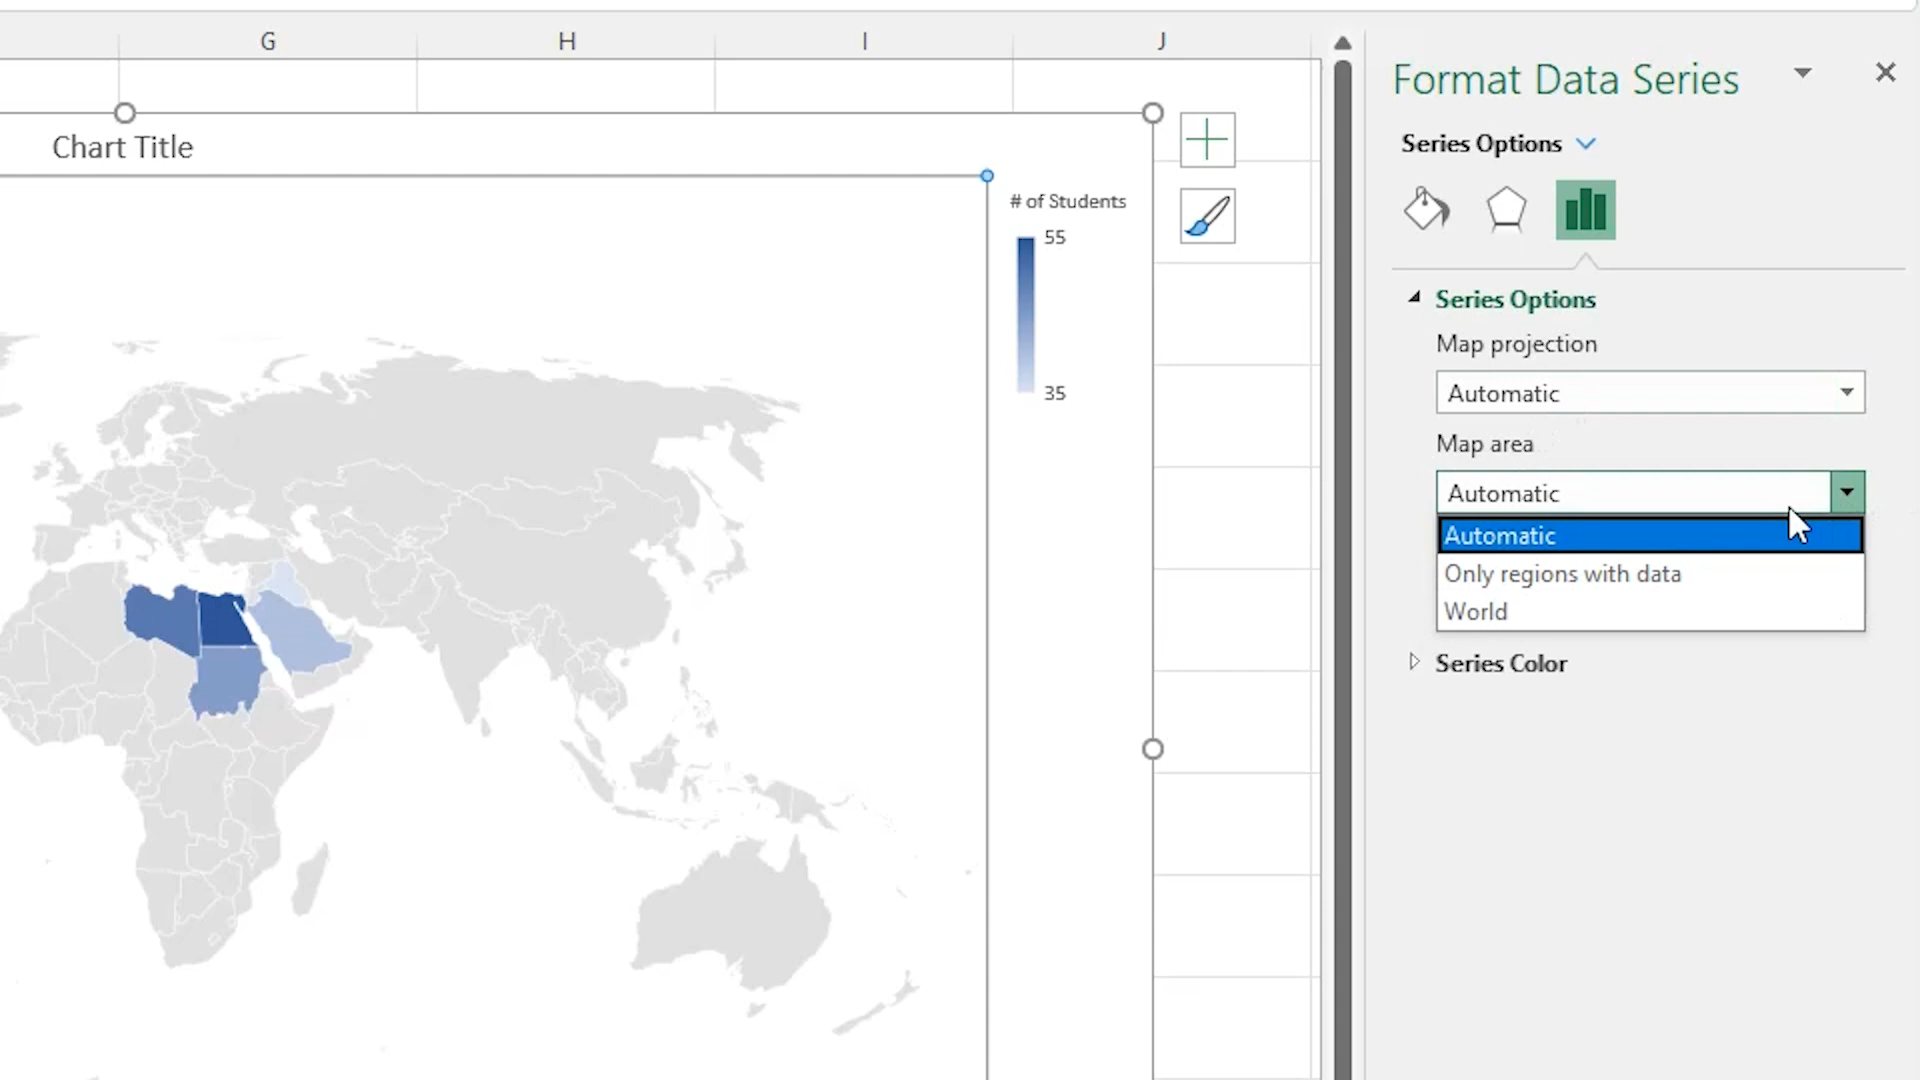 G H I J
Chart Title
# of Students
55
35
Format Data Series
Series Options
Series Options
Map projection
Automatic
Map area
Automatic
Automatic
Only regions with data
World
Series Color